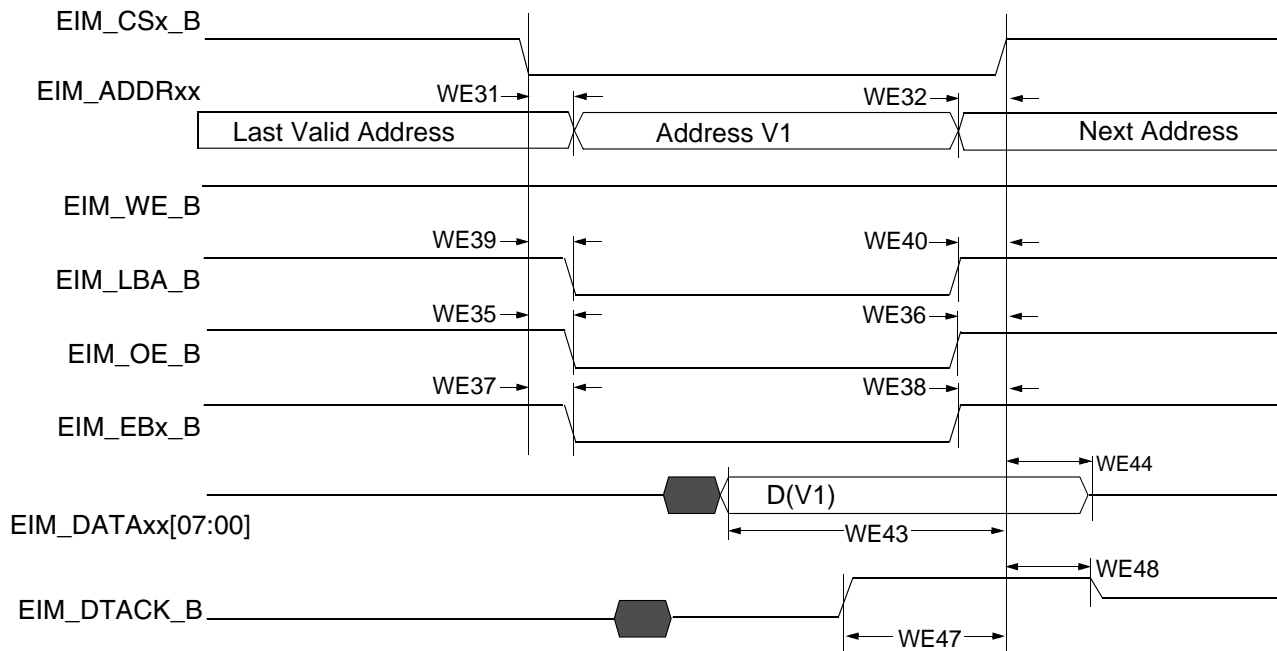 EIM_CSx_B
EIM_ADDRxx
WE31
WE32
Last Valid Address
Address V1
Next Address
EIM_WE_B
WE39
WE40
EIM_LBA_B
WE35
WE36
EIM_OE_B
WE37
WE38
EIM_EBx_B
WE44
D(V1)
EIM_DATAxx[07:00]
WE43
WE48
EIM_DTACK_B
WE47